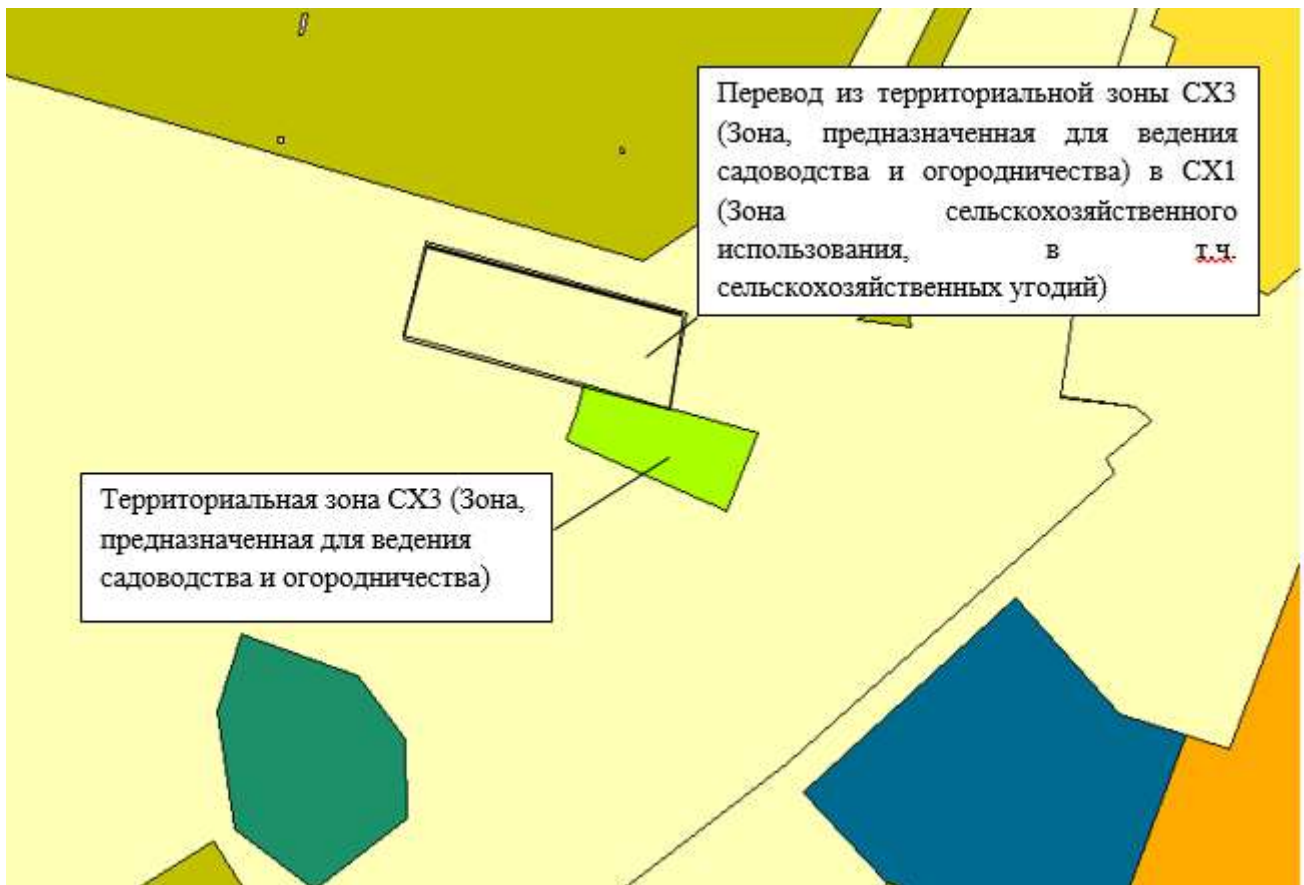 Перевод из территориальной зоны СХ3
(Зона, предназначенная для ведения
садоводства и огородничества) в СХ1
(Зона сельскохозяйственного
использования, в т.ч.
сельскохозяйственных угодий)
Территориальная зона СХ3 (Зона,
предназначенная для ведения
садоводства и огородничества)